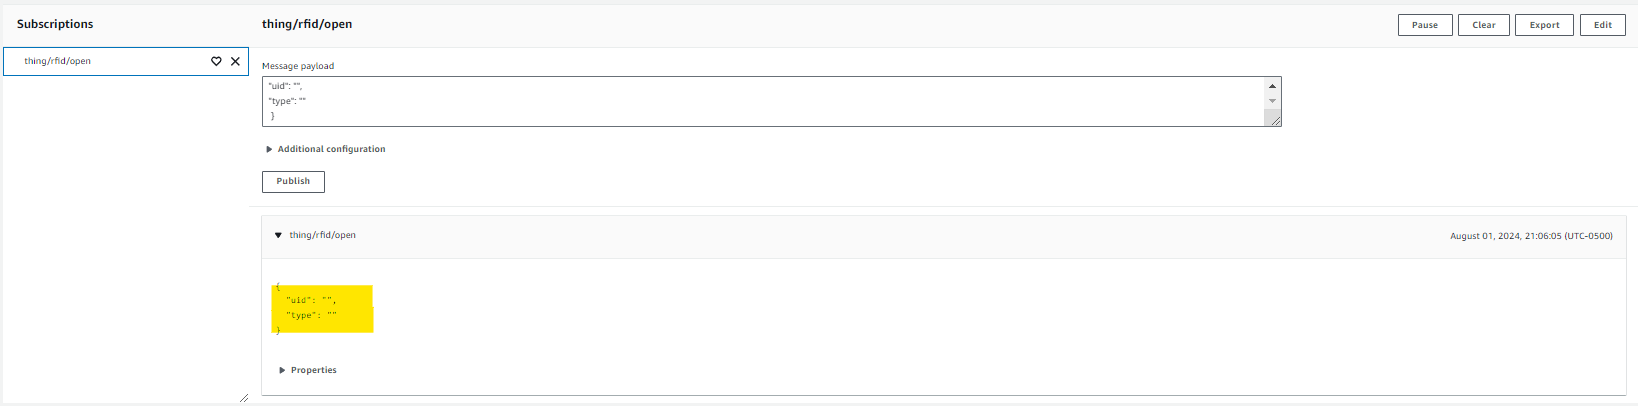 Subscriptions
thing/rfid/open
Pause
Clear
Export
Edit
thing/rfid/open
Message payload
"uid": "",
"type": ""
}
Additional configuration
Publish
thing/rfid/open
August 01, 2024, 21:06:05 (UTC-0500)
{
"uid": "",
"type": ""
}
Properties